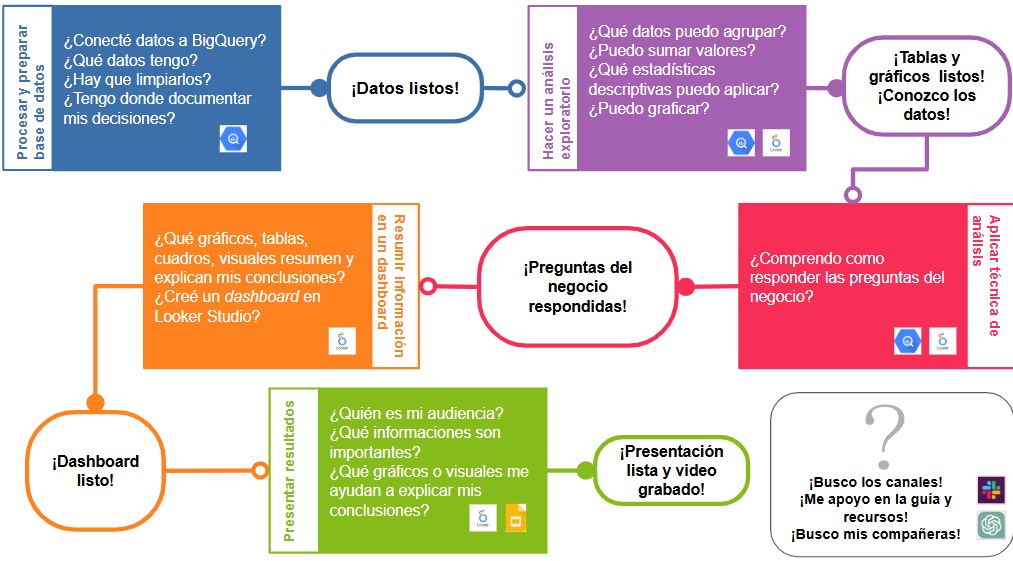 Procesar y preparar
base de datos
¿Conecté datos a BigQuery?
¿Qué datos tengo?
¿Hay que limpiarlos?
¿Tengo donde documentar
mis decisiones?
¡Datos listos!
Hacer un análisis
exploratorio
¿Qué datos puedo agrupar?
¿Puedo sumar valores?
¿Qué estadísticas
descriptivas puedo aplicar?
¿Puedo graficar?
Looker
¡Tablas y
gráficos listos!
¡Conozco los
datos!
Aplicar técnica de
análisis
¿Comprendo como
responder las preguntas del
negocio?
Looker
¡Preguntas del
negocio
respondidas!
Resumir información
en un dashboard
¿Qué gráficos, tablas,
cuadros, visuales resumen y
explican mis conclusiones?
¿Creé un dashboard en
Looker Studio?
Looker
¡Dashboard
listo!
Presentar resultados
¿Quién es mi audiencia?
¿Qué informaciones son
importantes?
¿Qué gráficos o visuales me
ayudan a explicar mis
conclusiones?
Looker
¡Presentación
lista y video
grabado!
?
¡Busco los canales!
¡Me apoyo en la guía y
recursos!
¡Busco mis compañeras!